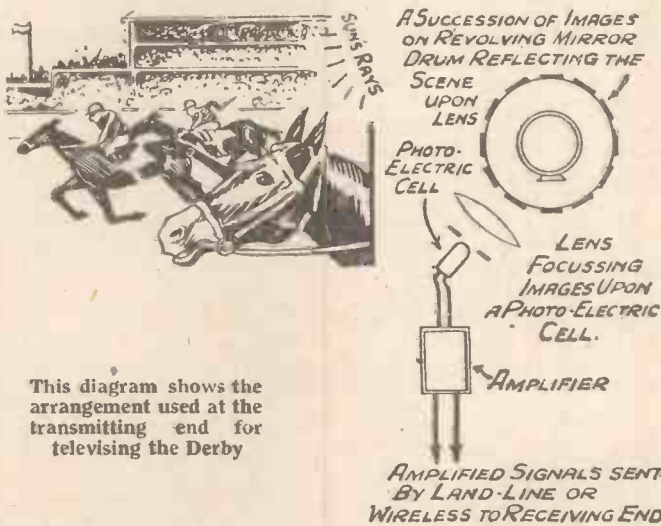 SUN'S RAYS
A SUCCESSION OF IMAGES
ON REVOLVING MIRROR
DRUM REFLECTING THE
SCENE
UPON
LENS
PHOTO-
ELECTRIC
CELL
LENS
FOCUSSING
IMAGES UPON
A PHOTO-ELECTRIC
CELL.
AMPLIFIER
This diagram shows the
arrangement used at the
transmitting end for
televising the Derby
AMPLIFIED SIGNALS SENT
BY LAND-LINE OR
WIRELESS TO RECEIVING END